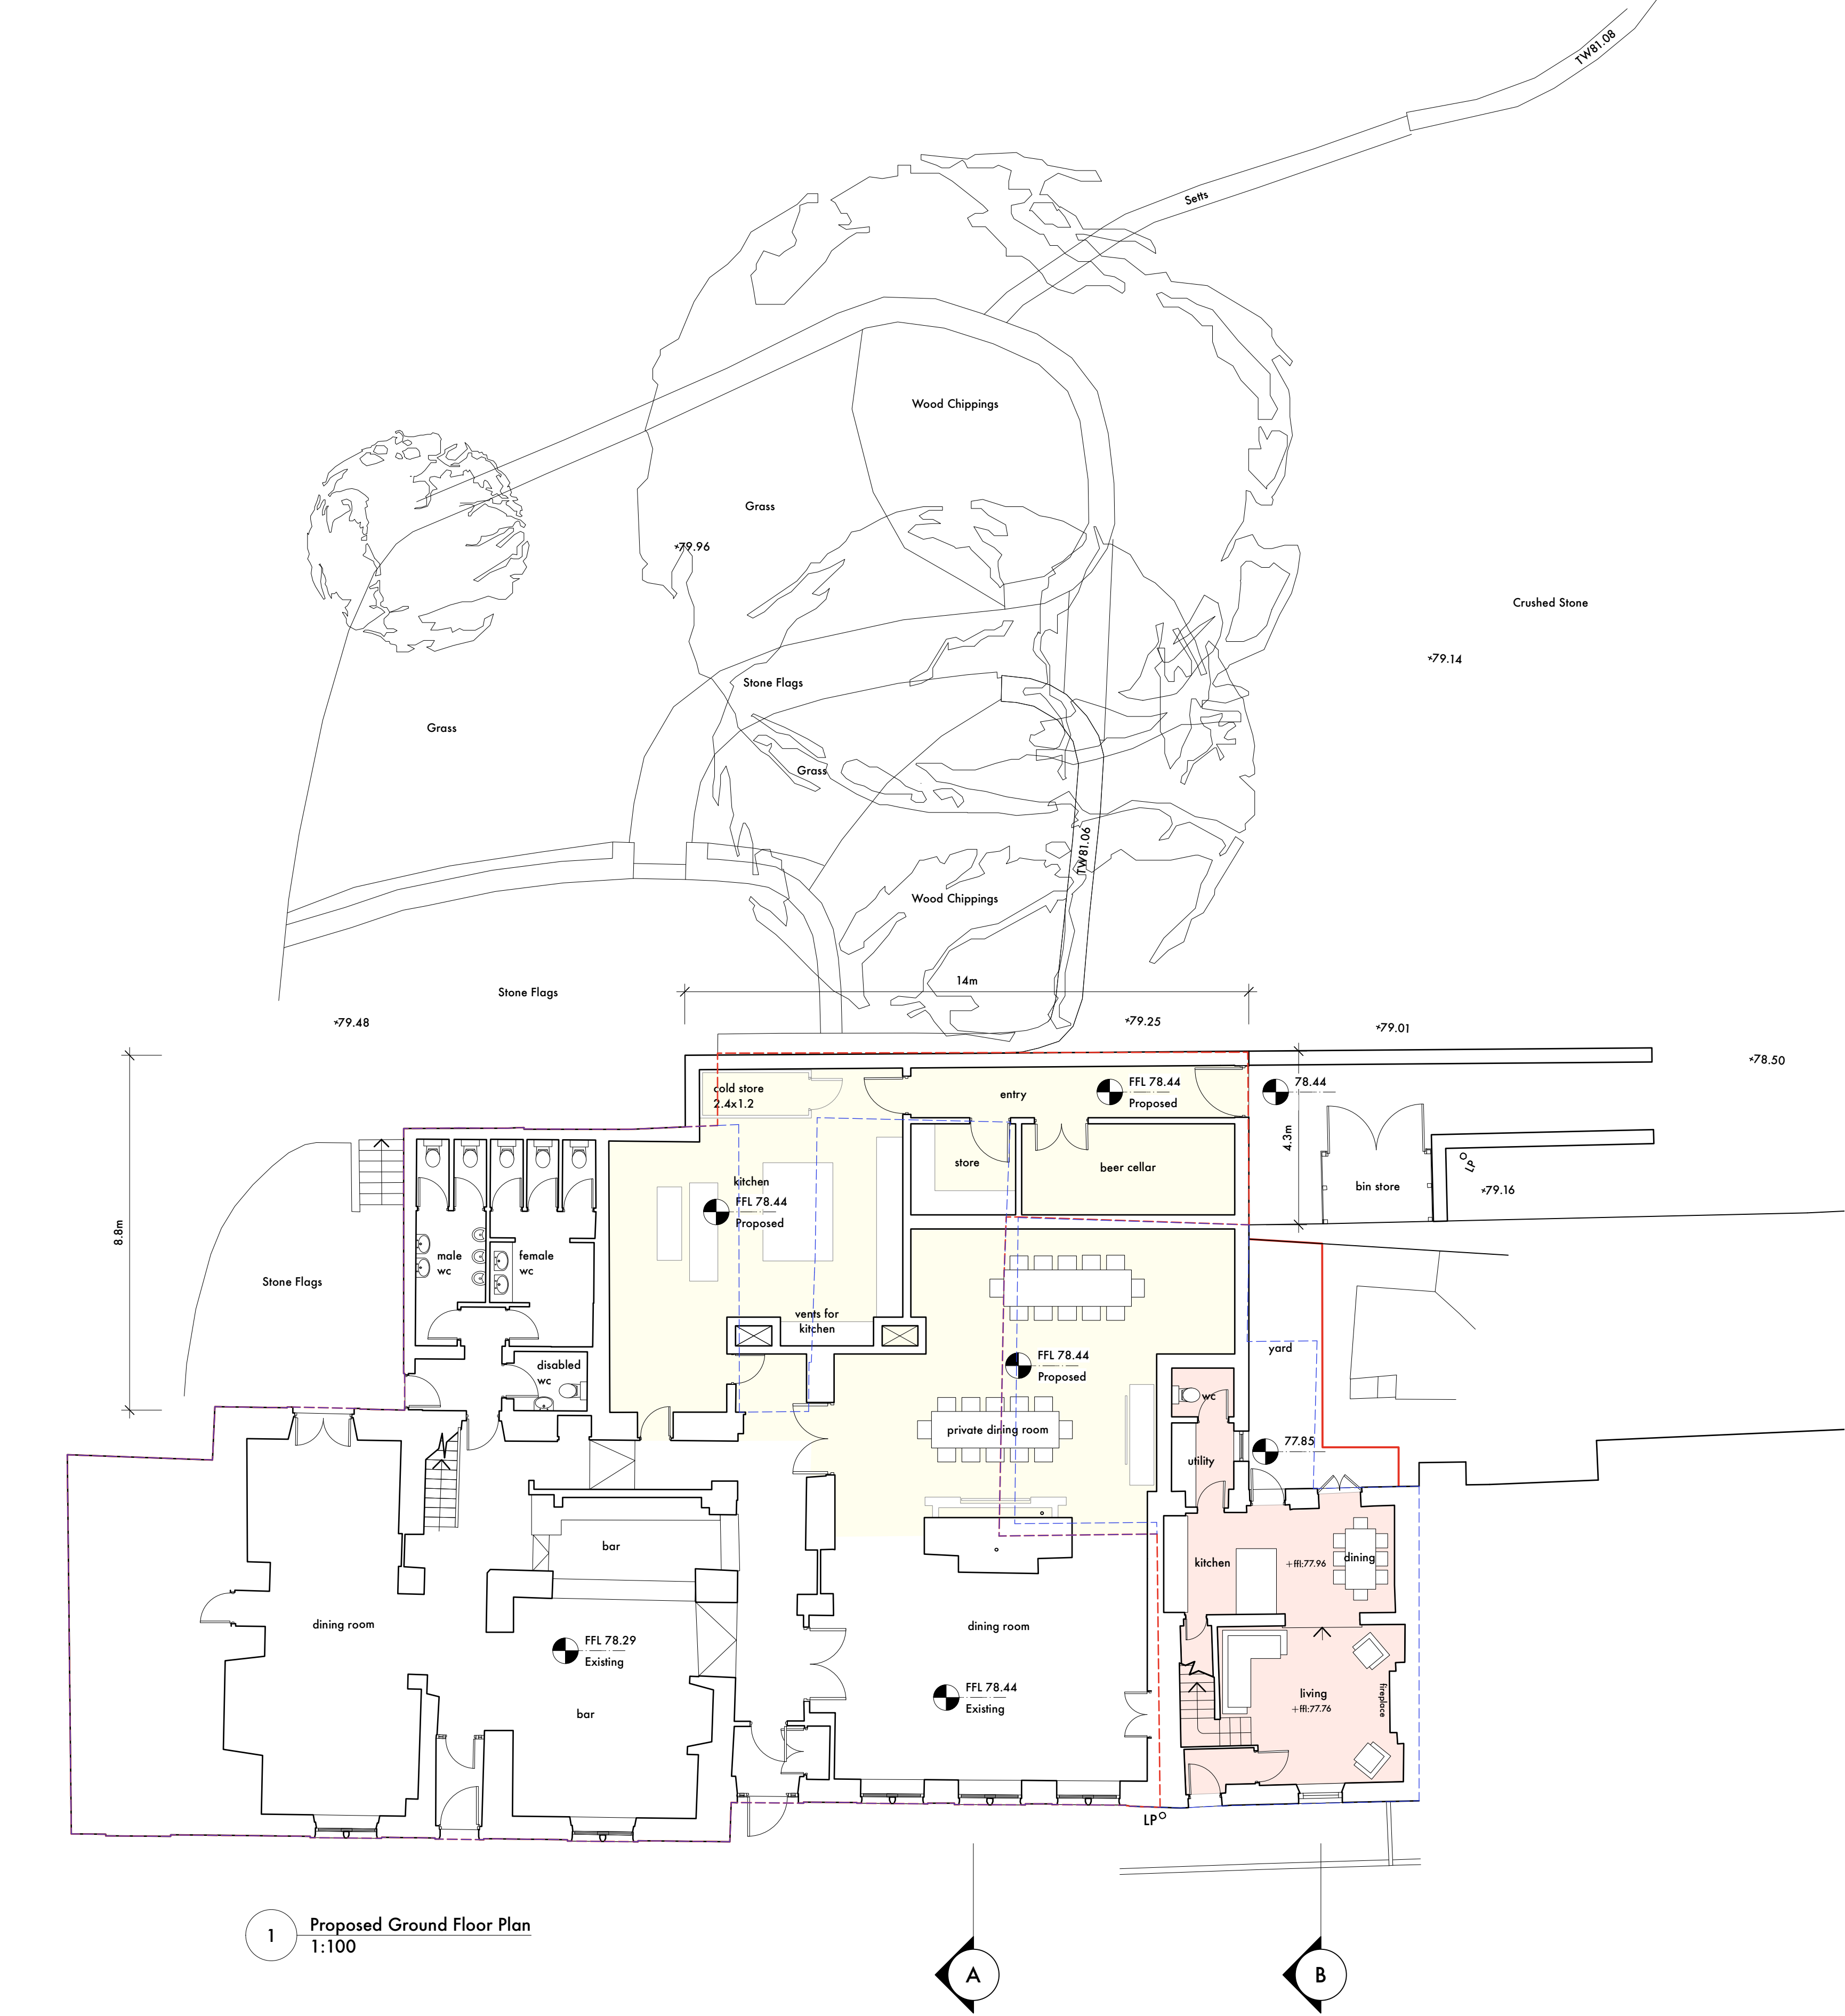 TW81.08
Setts
Wood Chippings
Grass
79.96
Crushed Stone
79.14
Stone Flags
Grass
Grass
TW81.06
Wood Chippings
14m
Stone Flags
79.48
79.25
79.01
78.50
cold store
2.4x1.2
entry
FFL 78.44
Proposed
78.44
8.8m
4.3m
store
beer cellar
bin store
LP
79.16
kitchen
FFL 78.44
Proposed
male
wc
female
wc
Stone Flags
vents for
kitchen
yard
FFL 78.44
Proposed
disabled
wc
wc
private dining room
77.85
utility
bar
kitchen
+ffl:77.96
dining
dining room
dining room
FFL 78.29
Existing
FFL 78.44
Existing
living
+ffl:77.76
fireplace
bar
LP
1
Proposed Ground Floor Plan
1:100
A
B